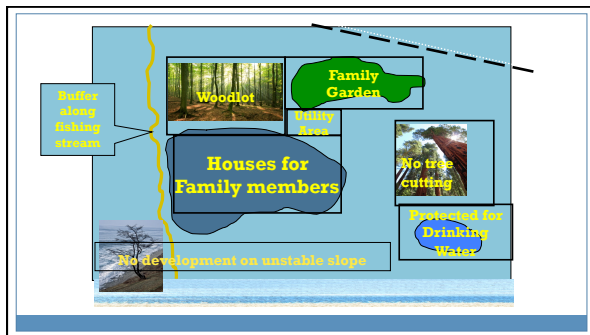 Family
Garden
Woodlot
Buffer
along
fishing
stream
Utility
Area
Houses for
Family members
No tree
cutting
Protected for
Drinking
Water
No development on unstable slope